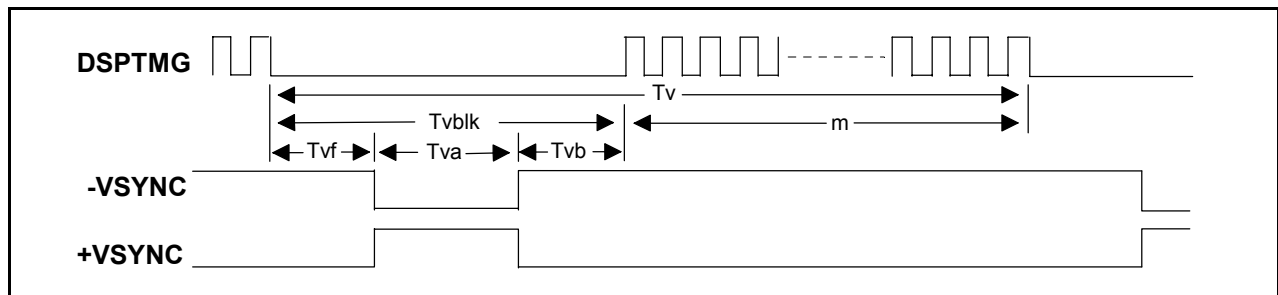 DSPTMG
Tv
Tvblk
m
Tvf
Tva
Tvb
-VSYNC
+VSYNC